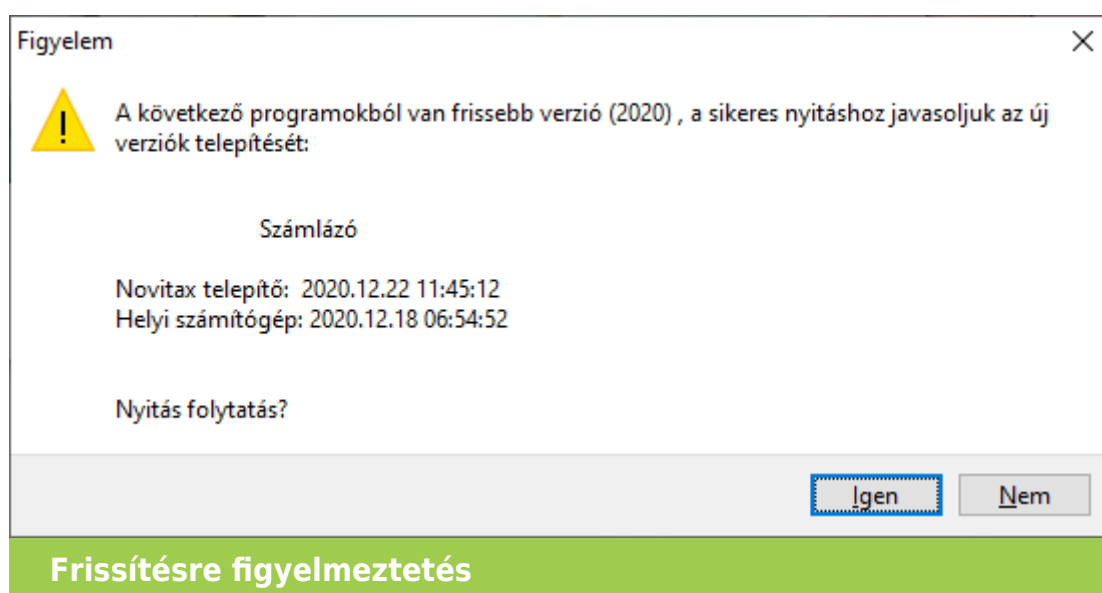 Figyelem
A következő programokból van frissebb verzió (2020) , a sikeres nyitáshoz javasoljuk az új
verziók telepítését:
Számlázó
Novitax telepítő: 2020.12.22 11:45:12
Helyi számítógép: 2020.12.18 06:54:52
Nyitás folytatás?
Igen Nem
Frissítésre figyelmeztetés